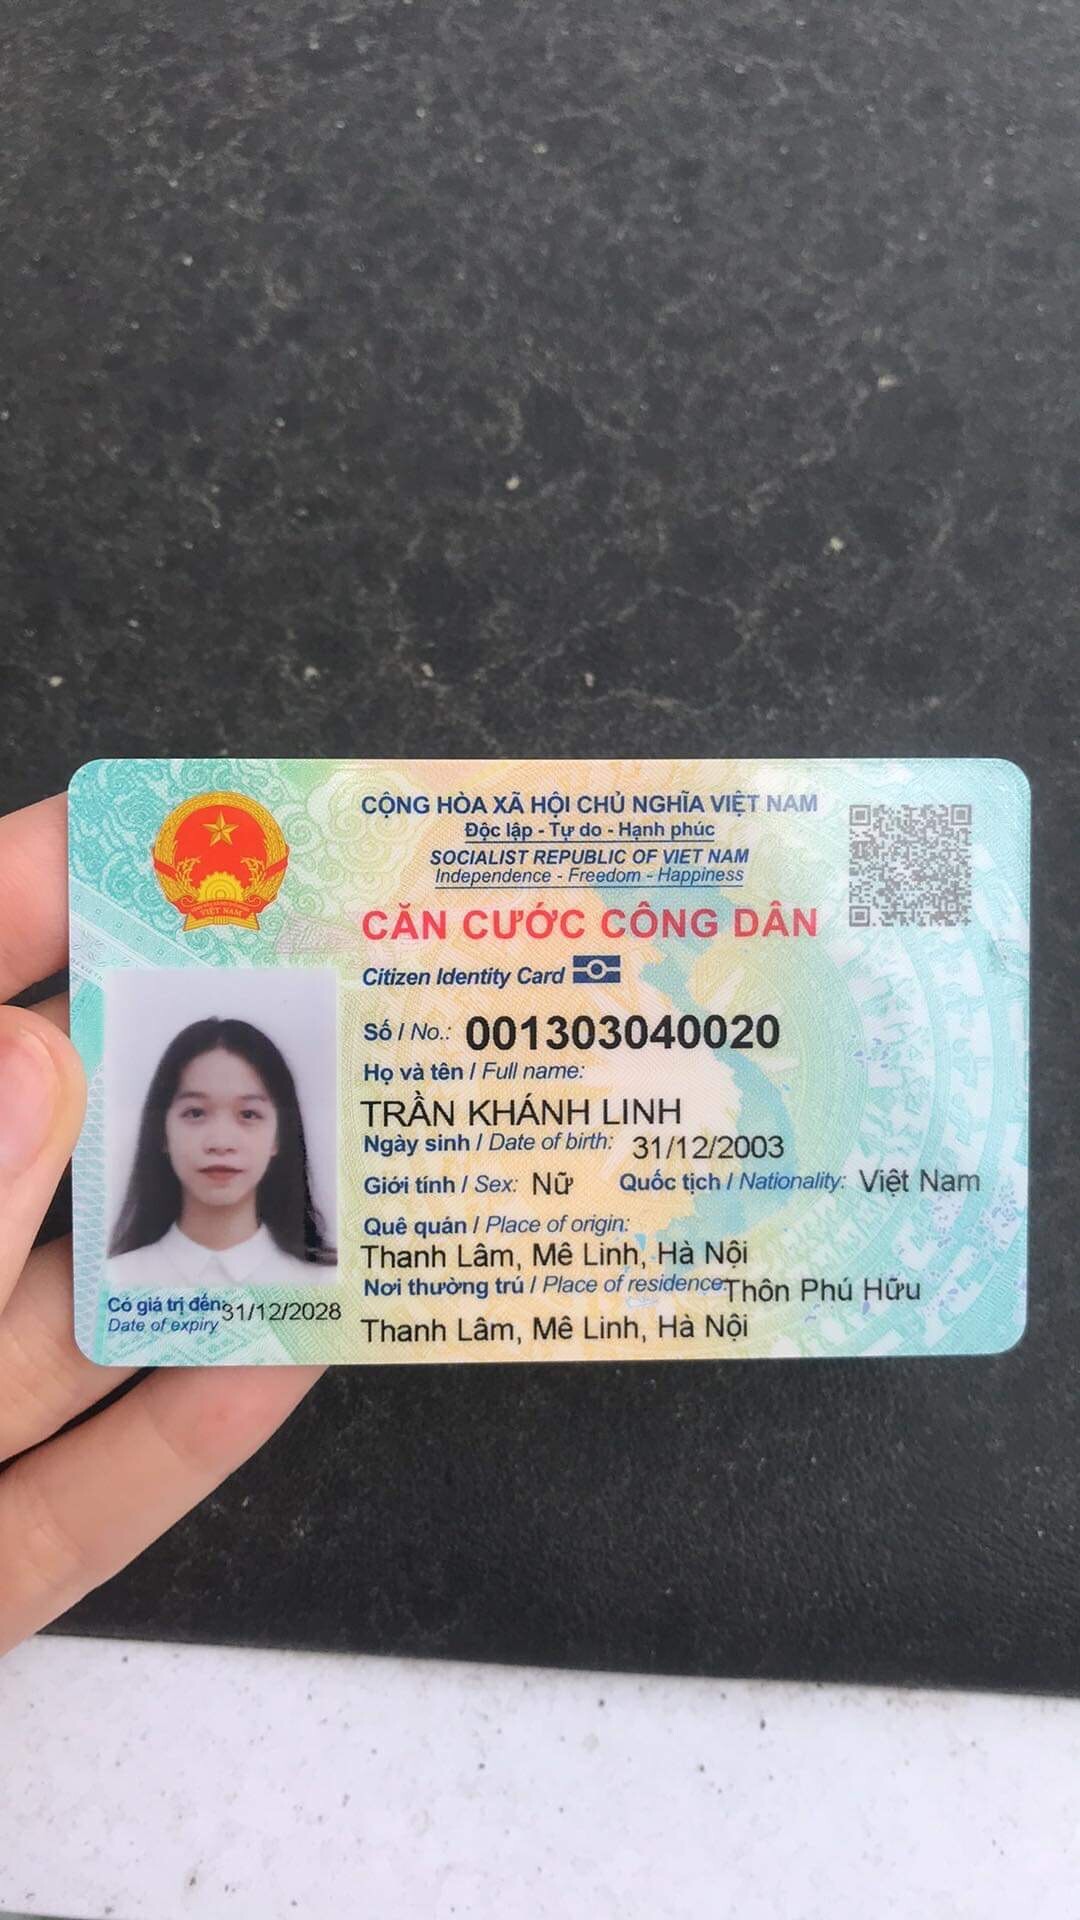 CỘNG HÒA XÃ HỘI CHỦ NGHĨA VIỆT NAM
Độc lập - Tự do - Hạnh phúc
SOCIALIST REPUBLIC OF VIET NAM
Independence - Freedom - Happiness
CĂN CƯỚC CÔNG DÂN
Citizen Identity Card
Số / No.: 001303040020
Họ và tên / Full name:
TRẦN KHÁNH LINH
Ngày sinh / Date of birth: 31/12/2003
Giới tính / Sex: Nữ Quốc tịch / Nationality: Việt Nam
Quê quán / Place of origin:
Thanh Lâm, Mê Linh, Hà Nội
Nơi thường trú / Place of residence: Thôn Phú Hữu
Thanh Lâm, Mê Linh, Hà Nội
Có giá trị đến: 31/12/2028
Date of expiry
VIỆT NAM